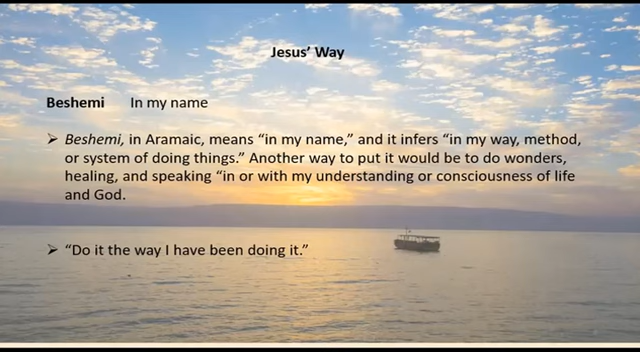 Jesus' Way
Beshemi In my name
➢ Beshemi, in Aramaic, means “in my name,” and it infers “in my way, method,
or system of doing things.” Another way to put it would be to do wonders,
healing, and speaking “in or with my understanding or consciousness of life
and God.
➢ “Do it the way I have been doing it.”